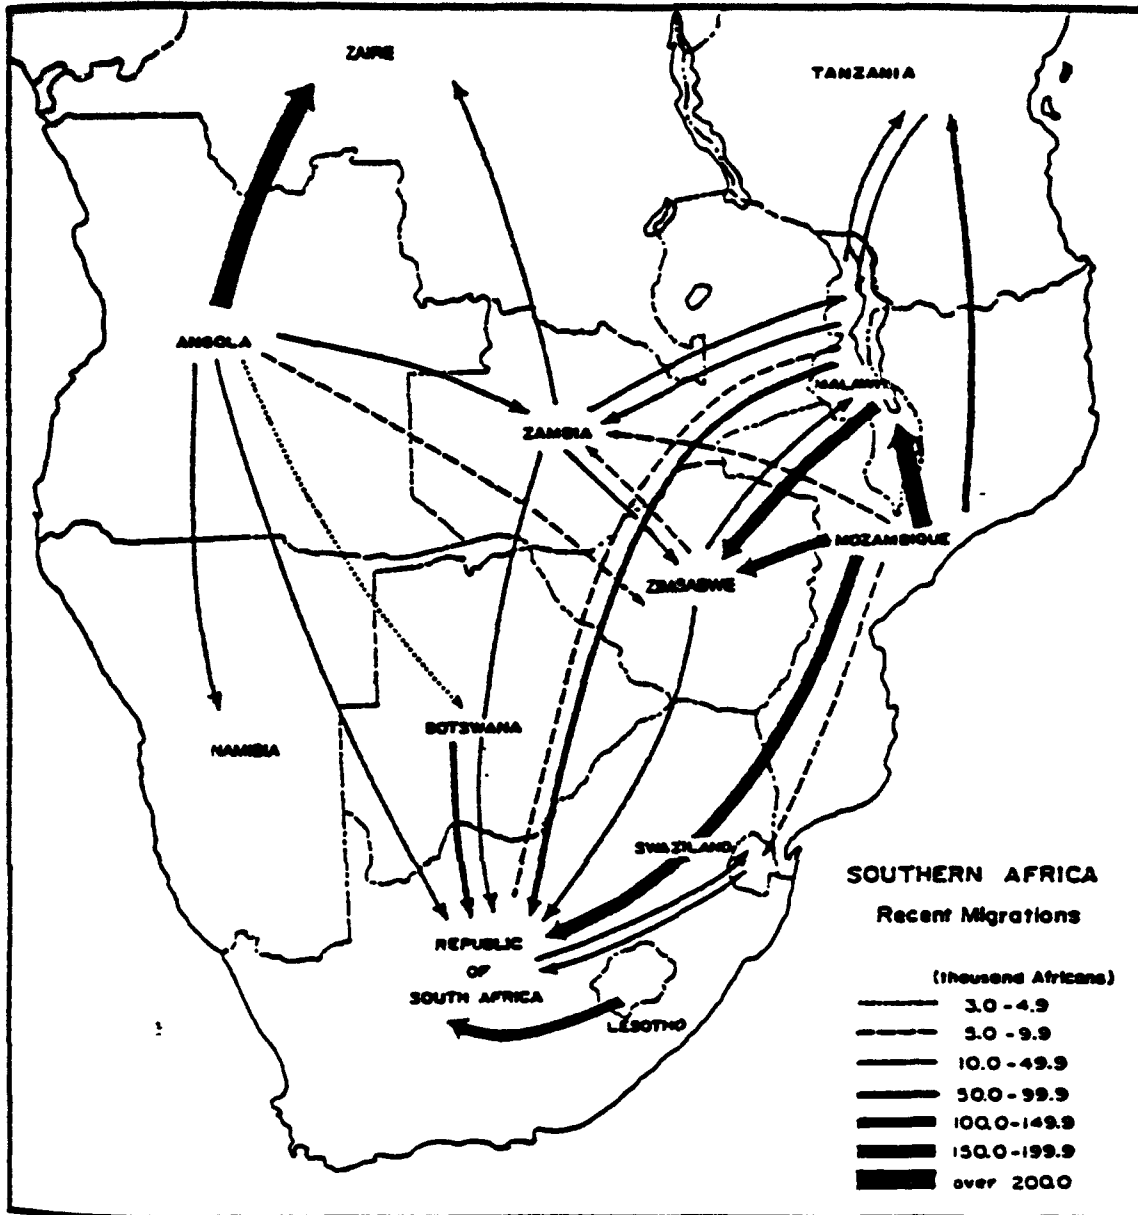 ZAIRE
TANZANIA
ANGOLA
MALAWI
ZAMBIA
MOZAMBIQUE
ZIMBABWE
BOTSWANA
NAMIBIA
SWAZILAND
SOUTHERN AFRICA
Recent Migrations
REPUBLIC
OF
SOUTH AFRICA
LESOTHO
(thousand Africans)
3.0-4.9
5.0-9.9
10.0-49.9
50.0-99.9
100.0-149.9
150.0-199.9
over 200.0